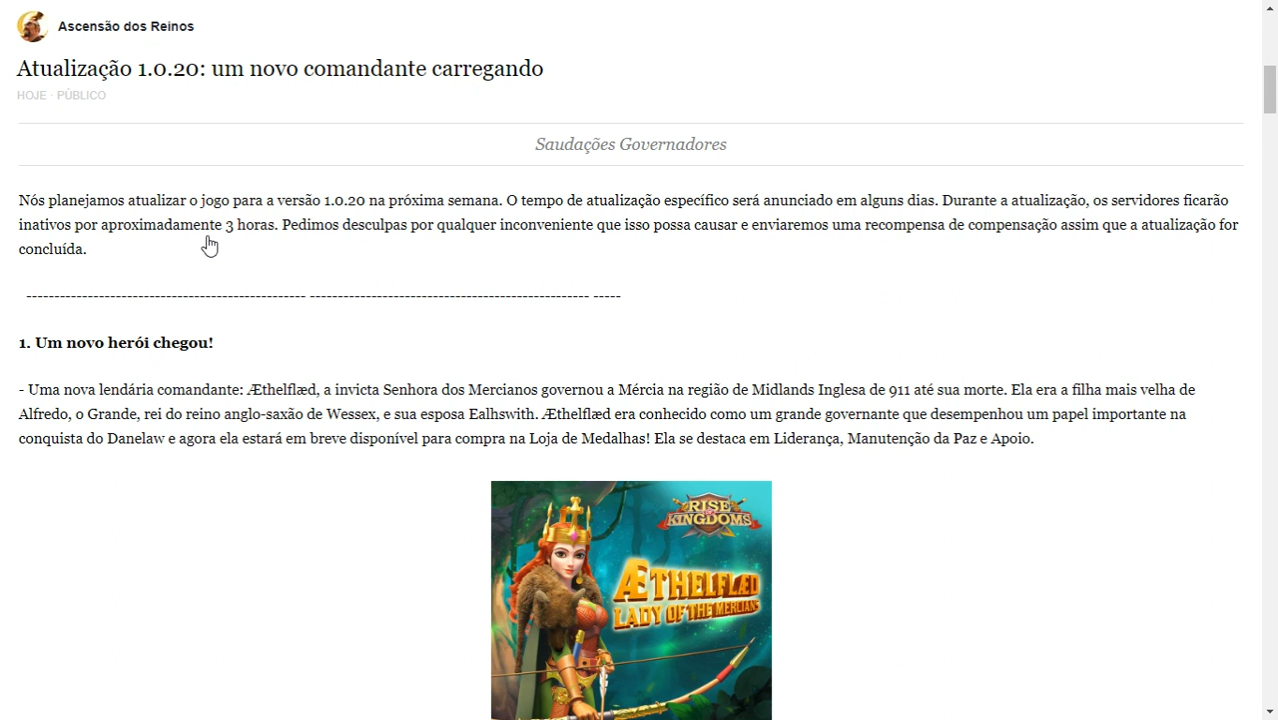 Ascensão dos Reinos
Atualização 1.0.20: um novo comandante carregando
HOJE · PÚBLICO
Saudações Governadores
Nós planejamos atualizar o jogo para a versão 1.0.20 na próxima semana. O tempo de atualização específico será anunciado em alguns dias. Durante a atualização, os servidores ficarão
inativos por aproximadamente 3 horas. Pedimos desculpas por qualquer inconveniente que isso possa causar e enviaremos uma recompensa de compensação assim que a atualização for
concluída.
-------------------------------------------------- -------------------------------------------------- -----
1. Um novo herói chegou!
- Uma nova lendária comandante: Æthelflæd, a invicta Senhora dos Mercianos governou a Mércia na região de Midlands Inglesa de 911 até sua morte. Ela era a filha mais velha de
Alfredo, o Grande, rei do reino anglo-saxão de Wessex, e sua esposa Ealhswith. Æthelflæd era conhecido como um grande governante que desempenhou um papel importante na
conquista do Danelaw e agora ela estará em breve disponível para compra na Loja de Medalhas! Ela se destaca em Liderança, Manutenção da Paz e Apoio.
RISE
OF
KINGDOMS
ÆTHELFLÆD
LADY OF THE MERCIANS